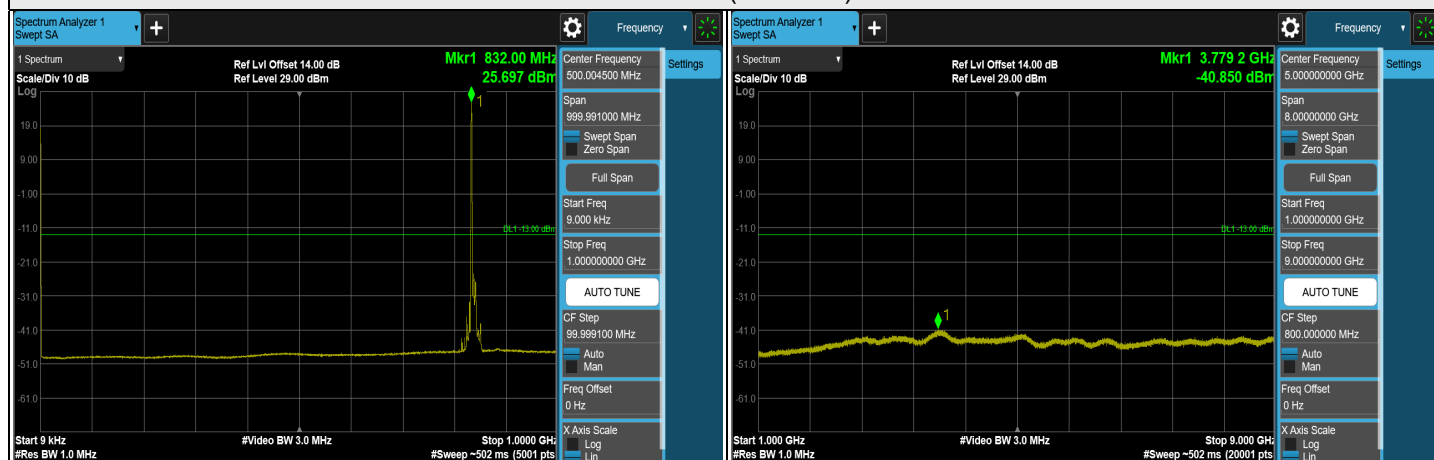 Spectrum Analyzer 1
Swept SA
+
Frequency
1 Spectrum
Scale/Div 10 dB
Log
Ref Lvl Offset 14.00 dB
Ref Level 29.00 dBm
Mkr1 832.00 MHz
25.697 dBm
1
19.0
9.00
-1.00
-11.0
-21.0
-31.0
-41.0
-51.0
-61.0
DL1 -13.00 dBm
Start 9 kHz
#Res BW 1.0 MHz
#Video BW 3.0 MHz
Stop 1.0000 GHz
#Sweep ~502 ms (5001 pts
Center Frequency
500.004500 MHz
Settings
Span
999.991000 MHz
Swept Span
Zero Span
Full Span
Start Freq
9.000 kHz
Stop Freq
1.000000000 GHz
AUTO TUNE
CF Step
99.999100 MHz
Auto
Man
Freq Offset
0 Hz
X Axis Scale
Log
Lin
Spectrum Analyzer 1
Swept SA
+
Frequency
1 Spectrum
Scale/Div 10 dB
Log
Ref Lvl Offset 14.00 dB
Ref Level 29.00 dBm
Mkr1 3.779 2 GHz
-40.850 dBm
1
19.0
9.00
-1.00
-11.0
-21.0
-31.0
-41.0
-51.0
-61.0
DL1 -13.00 dBm
Start 1.000 GHz
#Res BW 1.0 MHz
#Video BW 3.0 MHz
Stop 9.000 GHz
#Sweep ~502 ms (20001 pts
Center Frequency
5.000000000 GHz
Settings
Span
8.00000000 GHz
Swept Span
Zero Span
Full Span
Start Freq
1.000000000 GHz
Stop Freq
9.000000000 GHz
AUTO TUNE
CF Step
800.000000 MHz
Auto
Man
Freq Offset
0 Hz
X Axis Scale
Log
Lin